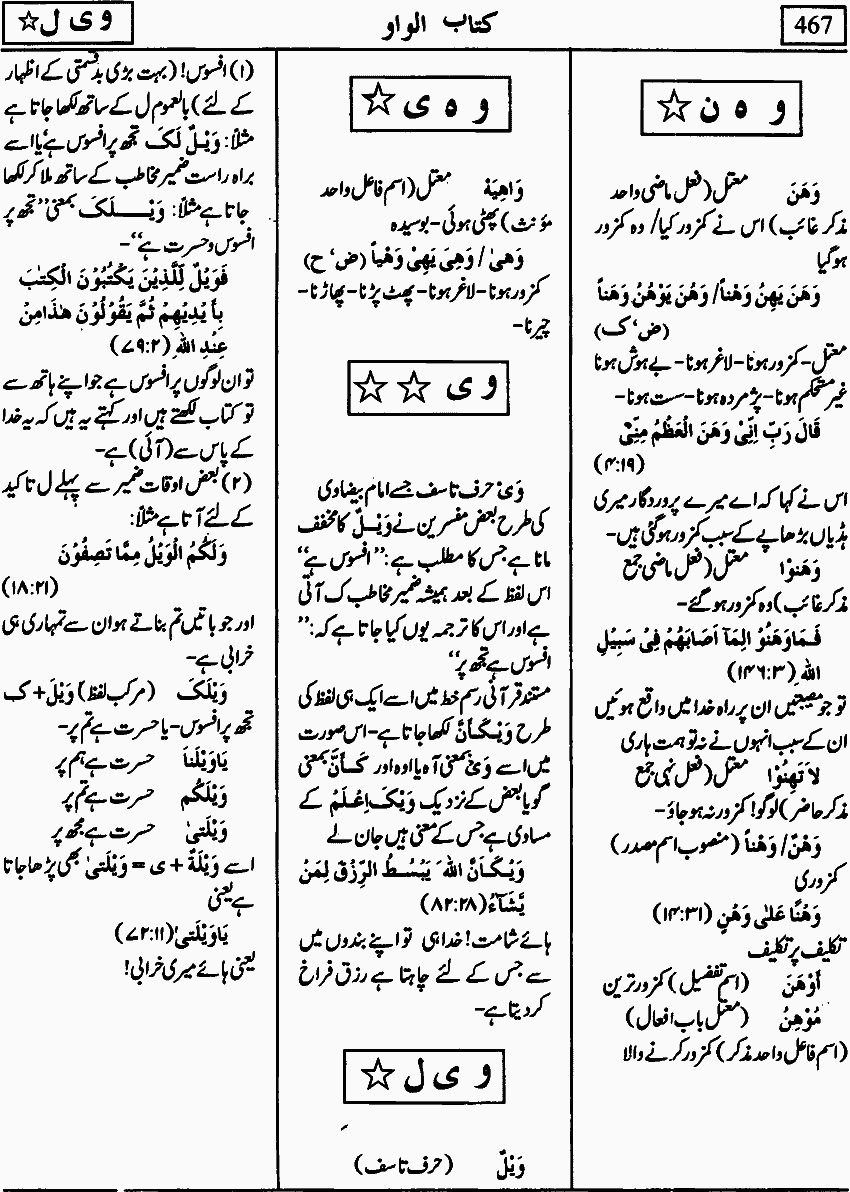 467
کتاب الواو
و ی ل ☆
و ہ ن ☆
وَهَنَ معتل (فعل ماضی واحد
مذکر غائب) اس نے کمزور کیا/ وہ کمزور
ہوگیا
وَهَنَ يَهِنُ وَهْناً/ وَهُنَ يَوْهُنُ وَهْناً
(ض‘ ک)
معتل-کمزور ہونا-لاغر ہونا-بے ہوش ہونا
غیر مستحکم ہونا-پژمردہ ہونا-ست ہونا-
قَالَ رَبِّ اِنِّیْ وَهَنَ الْعَظْمُ مِنِّیْ
(۴:۱۹)
اس نے کہا کہ اے میرے پروردگار میری
ہڈیاں بڑھاپے کے سبب کمزور ہوگئی ہیں-
وَهَنُوْا معتل (فعل ماضی جمع
مذکر غائب) وہ کمزور ہو گئے-
فَمَا وَهَنُوْ الِمَآ اَصَابَهُمْ فِیْ سَبِيْلِ
اللهِ (۱۴۶:۳)
تو جو مصیبتیں ان پر راہ خدا میں واقع ہوئیں
ان کے سبب انہوں نے نہ تو ہمت ہاری
لَا تَهِنُوْا معتل (فعل نہی جمع
مذکر حاضر) لوگو! کمزور نہ ہو جاؤ-
وَهْنٌ/ وَهْناً (منصوب اسم مصدر)
کمزوری
وَهْنًا عَلٰی وَهْنٍ (۱۴:۳۱)
تکلیف پر تکلیف
أَوْهَنَ (اسم تفضیل) کمزور ترین
مُوْهِنُ (معتل باب افعال)
(اسم فاعل واحد مذکر) کمزور کرنے والا
و ہ ی ☆
وَاهِيَة معتل (اسم فاعل واحد
مؤنث) پھٹی ہوئی-بوسیدہ
وَهیٰ/ وَهِیَ يَهِیْ وَهْياً (ض‘ ح)
کمزور ہونا-لاغر ہونا-پھٹ پڑنا-پھاڑنا-
چیرنا-
و ی ☆ ☆
وَیْ حرف تاسف جسے امام بیضاوی
کی طرح بعض مفسرین نے وَيْلٌ کا مخفف
مانا ہے جس کا مطلب ہے:’’افسوس ہے‘‘
اس لفظ کے بعد ہمیشہ ضمیر مخاطب ک آتی
ہے اور اس کا ترجمہ یوں کیا جاتا ہے کہ:’’
افسوس ہے تجھ پر‘‘
مستند قرآنی رسم خط میں اسے ایک ہی لفظ کی
طرح وَيْكَأَنَّ لکھا جاتا ہے-اس صورت
میں اسے وَیْ بمعنی آہ یا اوہ اور كَأَنَّ بمعنی
گویا بعض کے نزدیک وَيْكَ اِعْلَمْ کے
مساوی ہے جس کے معنی ہیں جان لے
وَيْكَاَنَّ اللهَ يَبْسُطُ الرِّزْقَ لِمَنْ
يَّشَآءُ (۸۲:۲۸)
ہائے شامت! خدا ہی تو اپنے بندوں میں
سے جس کے لئے چاہتا ہے رزق فراخ
کر دیتا ہے-
و ی ل ☆
وَيْلٌ (حرف تاسف)
(۱) افسوس! (بہت بڑی بدقسمتی کے اظہار
کے لئے) بالعموم ل کے ساتھ لکھا جاتا ہے
مثلاً: وَيْلٌ لَكَ تجھ پر افسوس ہے یا اسے
براہ راست ضمیر مخاطب کے ساتھ ملا کر لکھا
جاتا ہے مثلاً: وَيْــــلَكَ بمعنی ’’تجھ پر
افسوس و حسرت ہے‘‘-
فَوَيْلٌ لِّلَّذِيْنَ يَكْتُبُوْنَ الْكِتٰبَ
بِأَيْدِيْهِمْ ثُمَّ يَقُوْلُوْنَ هٰذَا مِنْ
عِنْدِ اللهِ (۷۹:۲)
تو ان لوگوں پر افسوس ہے جو اپنے ہاتھ سے
تو کتاب لکھتے ہیں اور کہتے یہ ہیں کہ یہ خدا
کے پاس سے (آئی) ہے-
(۲) بعض اوقات ضمیر سے پہلے ل تاکید
کے لئے آتا ہے مثلاً:
وَلَكُمُ الْوَيْلُ مِمَّا تَصِفُوْنَ
(۱۸:۲۱)
اور جو باتیں تم بناتے ہو ان سے تمہاری ہی
خرابی ہے-
وَيْلَكَ (مرکب لفظ) وَيْلَ+ ک
تجھ پر افسوس-یا حسرت ہے تم پر-
يَاوَيْلَنَا حسرت ہے ہم پر
وَيْلَكُم حسرت ہے تم پر
وَيْلَتیٰ حسرت ہے مجھ پر
اسے وَيْلَةٌ + ی = وَيْلَتیٰ بھی پڑھا جاتا
ہے یعنی
يَاوَيْلَتیٰ (۷۲:۱۱)
یعنی ہائے میری خرابی!